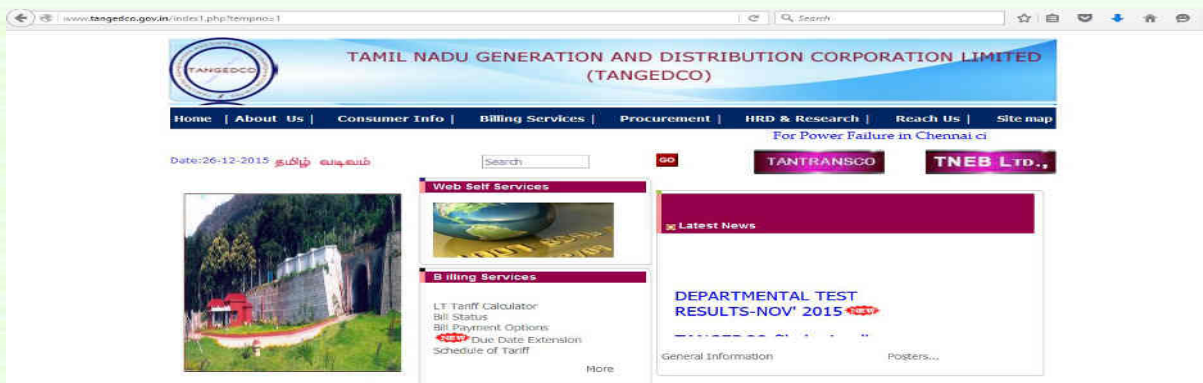 www.tangedco.gov.in/index1.php?tempno=1
Search
TANGEDCO
TAMIL NADU GENERATION AND DISTRIBUTION CORPORATION LIMITED
(TANGEDCO)
Home | About Us | Consumer Info | Billing Services | Procurement | HRD & Research | Reach Us | Site map
For Power Failure in Chennai ci
Date:26-12-2015 தமிழ் வடிவம்
Search
GO
TANTRANSCO
TNEB LTD.,
Web Self Services
Billing Services
LT Tariff Calculator
Bill Status
Bill Payment Options
NEW Due Date Extension
Schedule of Tariff
More
Latest News
DEPARTMENTAL TEST
RESULTS-NOV' 2015 NEW
General Information
Posters...